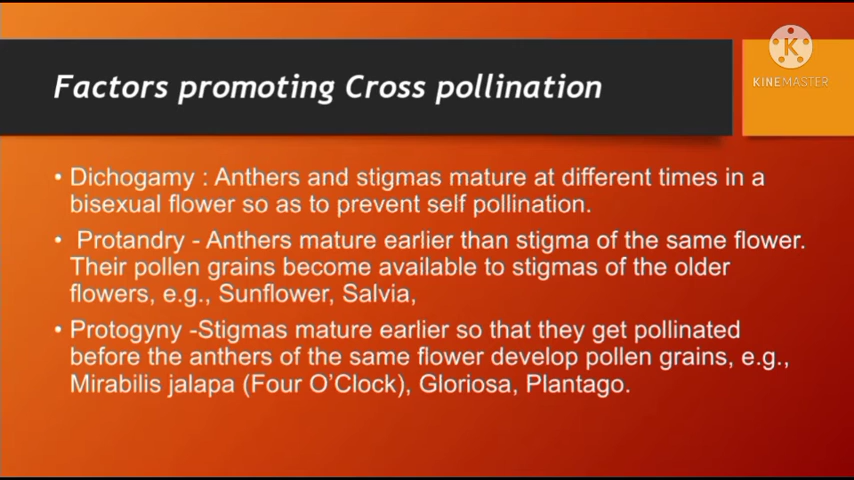 KINEMASTER
Factors promoting Cross pollination
• Dichogamy : Anthers and stigmas mature at different times in a
bisexual flower so as to prevent self pollination.
• Protandry - Anthers mature earlier than stigma of the same flower.
Their pollen grains become available to stigmas of the older
flowers, e.g., Sunflower, Salvia,
• Protogyny -Stigmas mature earlier so that they get pollinated
before the anthers of the same flower develop pollen grains, e.g.,
Mirabilis jalapa (Four O'Clock), Gloriosa, Plantago.